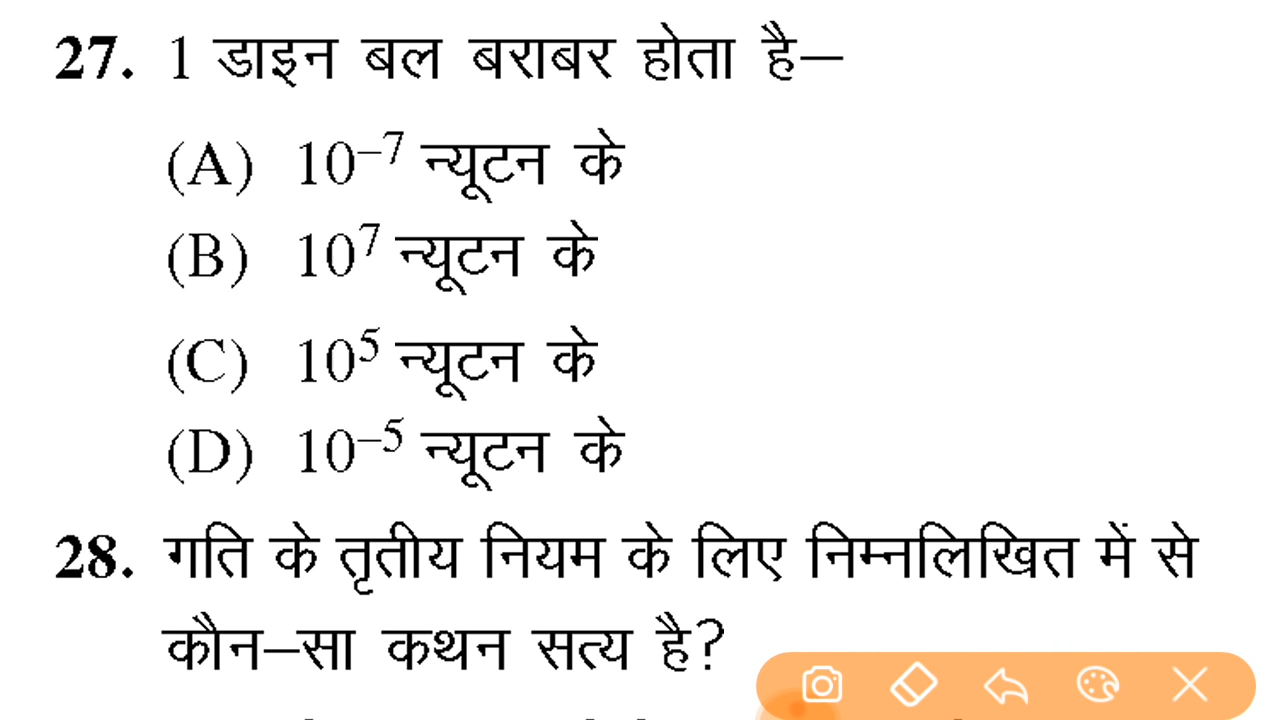 27. 1 डाइन बल बराबर होता है–
(A) 10⁻⁷ न्यूटन के
(B) 10⁷ न्यूटन के
(C) 10⁵ न्यूटन के
(D) 10⁻⁵ न्यूटन के
28. गति के तृतीय नियम के लिए निम्नलिखित में से
कौन–सा कथन सत्य है?